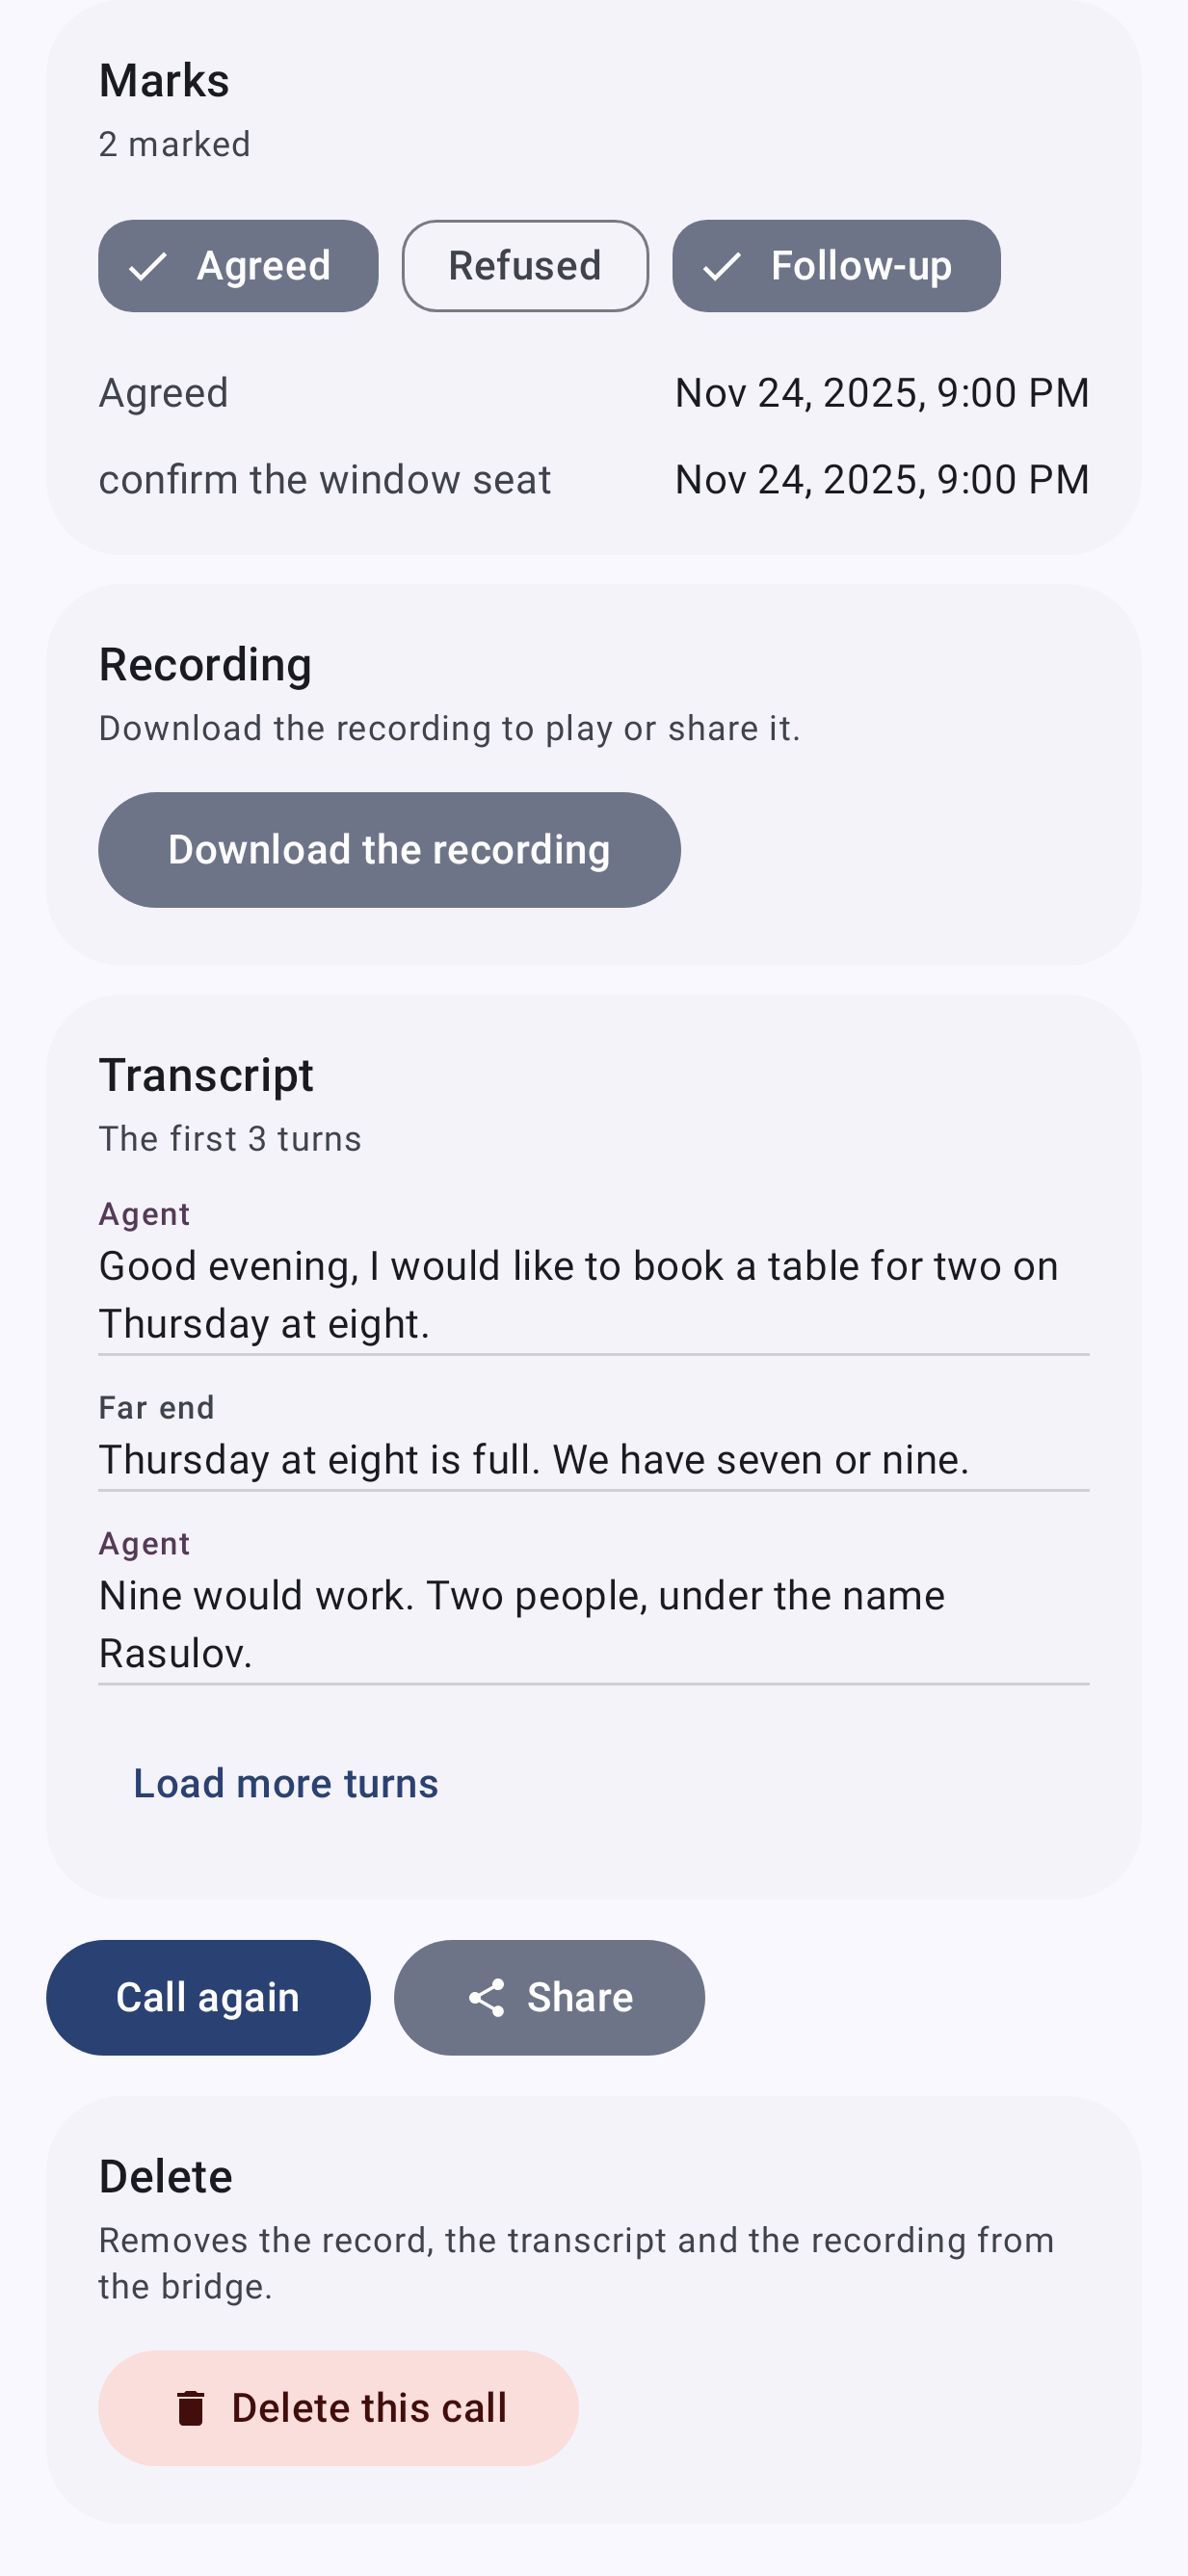 Marks
2 marked
Agreed
Refused
Follow-up
Agreed
Nov 24, 2025, 9:00 PM
confirm the window seat
Nov 24, 2025, 9:00 PM
Recording
Download the recording to play or share it.
Download the recording
Transcript
The first 3 turns
Agent
Good evening, I would like to book a table for two on
Thursday at eight.
Far end
Thursday at eight is full. We have seven or nine.
Agent
Nine would work. Two people, under the name
Rasulov.
Load more turns
Call again
Share
Delete
Removes the record, the transcript and the recording from
the bridge.
Delete this call